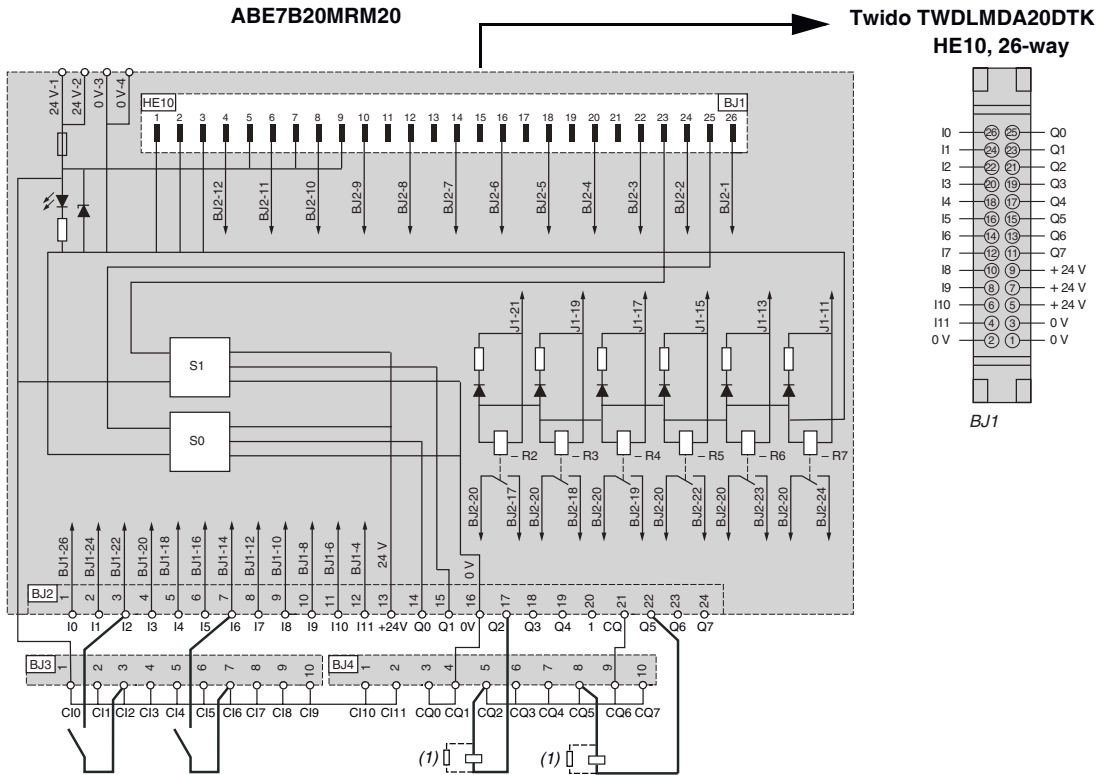 ABE7B20MRM20
Twido TWDLMDA20DTK
HE10, 26-way
24 V-1
24 V-2
0 V-3
0 V-4
HE10
BJ1
1 2 3 4 5 6 7 8 9 10 11 12 13 14 15 16 17 18 19 20 21 22 23 24 25 26
BJ2-12 BJ2-11 BJ2-10 BJ2-9 BJ2-8 BJ2-7 BJ2-6 BJ2-5 BJ2-4 BJ2-3 BJ2-2 BJ2-1
I0 26 25 Q0
I1 24 23 Q1
I2 22 21 Q2
I3 20 19 Q3
I4 18 17 Q4
I5 16 15 Q5
I6 14 13 Q6
I7 12 11 Q7
I8 10 9 + 24 V
I9 8 7 + 24 V
I10 6 5 + 24 V
I11 4 3 0 V
0 V 2 1 0 V
BJ1
J1-21 J1-19 J1-17 J1-15 J1-13 J1-11
S1
S0
– R2 – R3 – R4 – R5 – R6 – R7
BJ2-20 BJ2-17 BJ2-20 BJ2-18 BJ2-20 BJ2-19 BJ2-20 BJ2-22 BJ2-20 BJ2-23 BJ2-20 BJ2-24
BJ1-26 BJ1-24 BJ1-22 BJ1-20 BJ1-18 BJ1-16 BJ1-14 BJ1-12 BJ1-10 BJ1-8 BJ1-6 BJ1-4 24 V 0 V
BJ2 1 2 3 4 5 6 7 8 9 10 11 12 13 14 15 16 17 18 19 20 21 22 23 24
I0 I1 I2 I3 I4 I5 I6 I7 I8 I9 I10 I11 +24V Q0 Q1 0V Q2 Q3 Q4 1 CQ Q5 Q6 Q7
BJ3 1 2 3 4 5 6 7 8 9 10 BJ4 1 2 3 4 5 6 7 8 9 10
CI0 CI1 CI2 CI3 CI4 CI5 CI6 CI7 CI8 CI9 CI10 CI11 CQ0 CQ1 CQ2 CQ3 CQ4 CQ5 CQ6 CQ7
(1) (1)